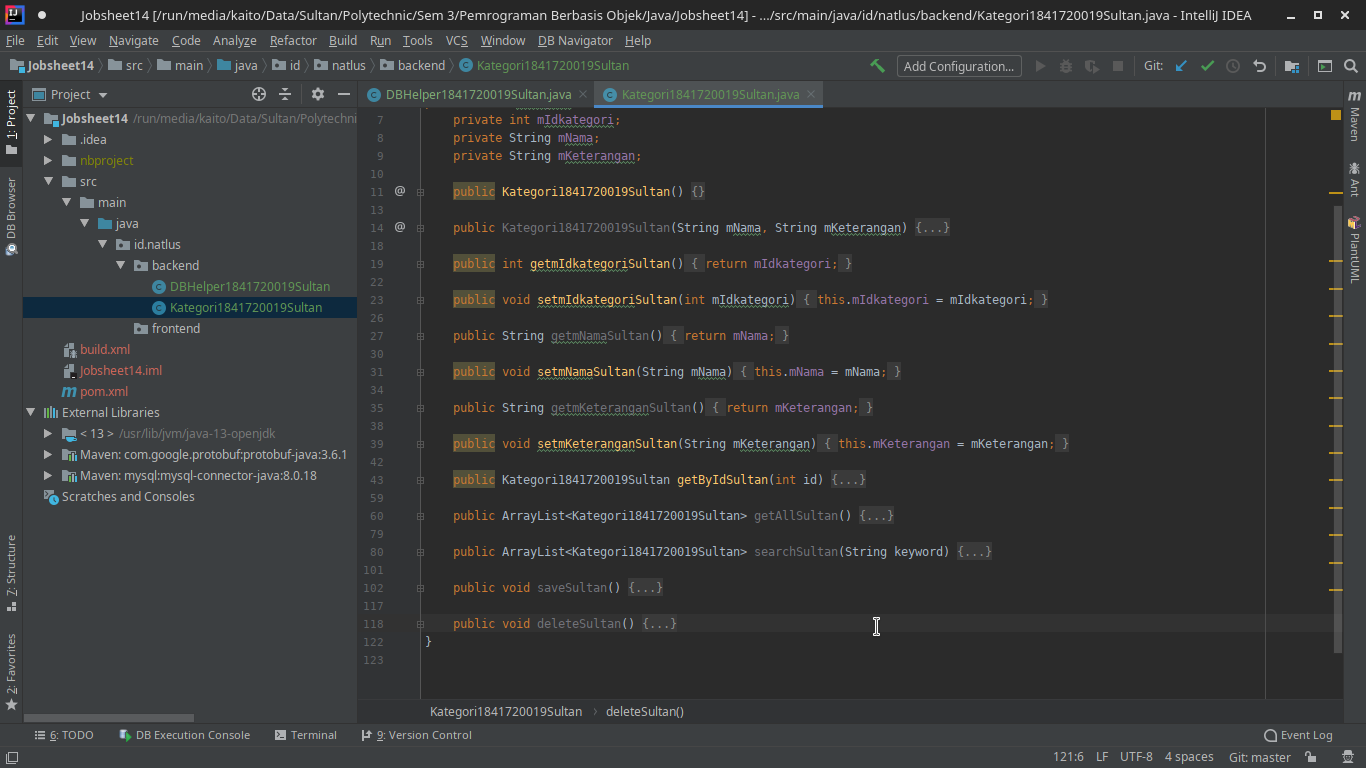 Jobsheet14 [/run/media/kaito/Data/Sultan/Polytechnic/Sem 3/Pemrograman Berbasis Objek/Java/Jobsheet14] - .../src/main/java/id/natlus/backend/Kategori1841720019Sultan.java - IntelliJ IDEA
File Edit View Navigate Code Analyze Refactor Build Run Tools VCS Window DB Navigator Help
Jobsheet14 src main java id natlus backend Kategori1841720019Sultan Add Configuration... Git:
1: Project
DB Browser
7: Structure
2: Favorites
Project
Jobsheet14 /run/media/kaito/Data/Sultan/Polytechni
.idea
nbproject
src
main
java
id.natlus
backend
DBHelper1841720019Sultan
Kategori1841720019Sultan
frontend
build.xml
Jobsheet14.iml
pom.xml
External Libraries
< 13 > /usr/lib/jvm/java-13-openjdk
Maven: com.google.protobuf:protobuf-java:3.6.1
Maven: mysql:mysql-connector-java:8.0.18
Scratches and Consoles
DBHelper1841720019Sultan.java Kategori1841720019Sultan.java
7 private int mIdkategori;
8 private String mNama;
9 private String mKeterangan;
10
11 @ public Kategori1841720019Sultan() {}
13
14 @ public Kategori1841720019Sultan(String mNama, String mKeterangan) {...}
18
19 public int getmIdkategoriSultan() { return mIdkategori; }
22
23 public void setmIdkategoriSultan(int mIdkategori) { this.mIdkategori = mIdkategori; }
26
27 public String getmNamaSultan() { return mNama; }
30
31 public void setmNamaSultan(String mNama) { this.mNama = mNama; }
34
35 public String getmKeteranganSultan() { return mKeterangan; }
38
39 public void setmKeteranganSultan(String mKeterangan) { this.mKeterangan = mKeterangan; }
42
43 public Kategori1841720019Sultan getByIdSultan(int id) {...}
59
60 public ArrayList<Kategori1841720019Sultan> getAllSultan() {...}
79
80 public ArrayList<Kategori1841720019Sultan> searchSultan(String keyword) {...}
101
102 public void saveSultan() {...}
117
118 public void deleteSultan() {...}
122 }
123
Kategori1841720019Sultan › deleteSultan()
Maven
Ant
PlantUML
6: TODO DB Execution Console Terminal 9: Version Control Event Log
121:6 LF UTF-8 4 spaces Git: master